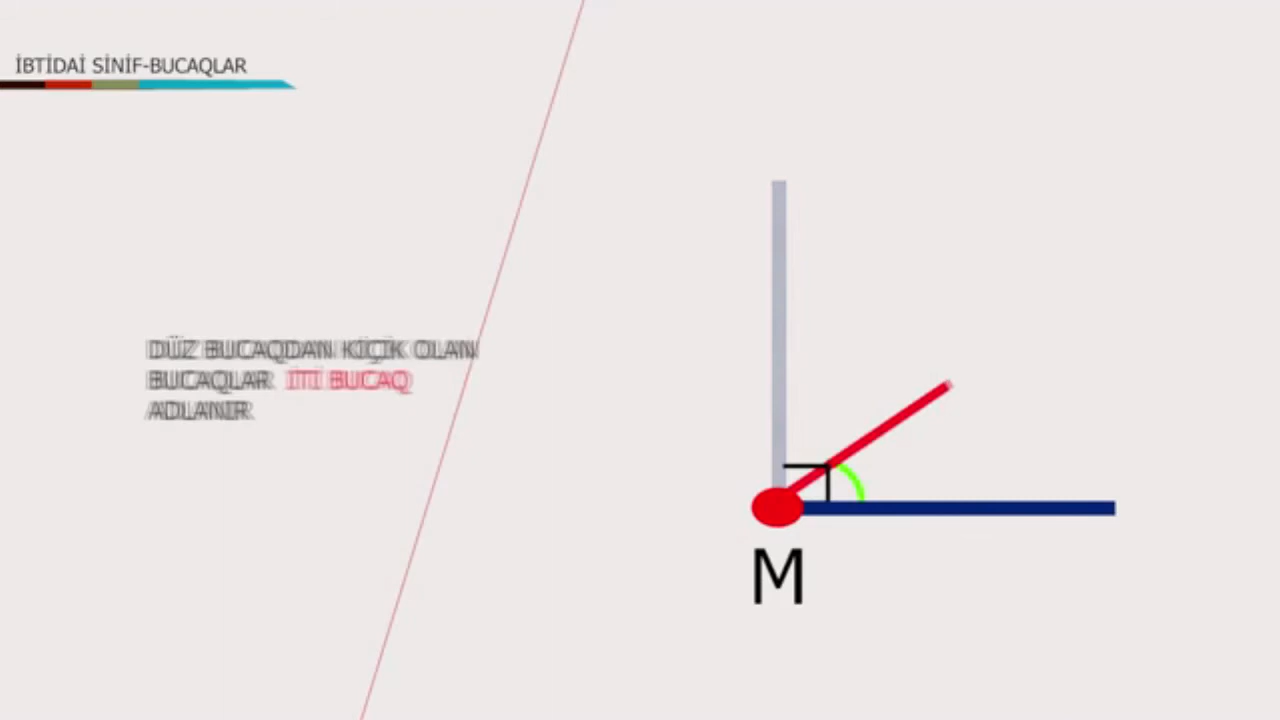 İBTİDAİ SİNİF-BUCAQLAR
DÜZ BUCAQDAN KİÇİK OLAN
BUCAQLAR İTİ BUCAQ
ADLANIR
M